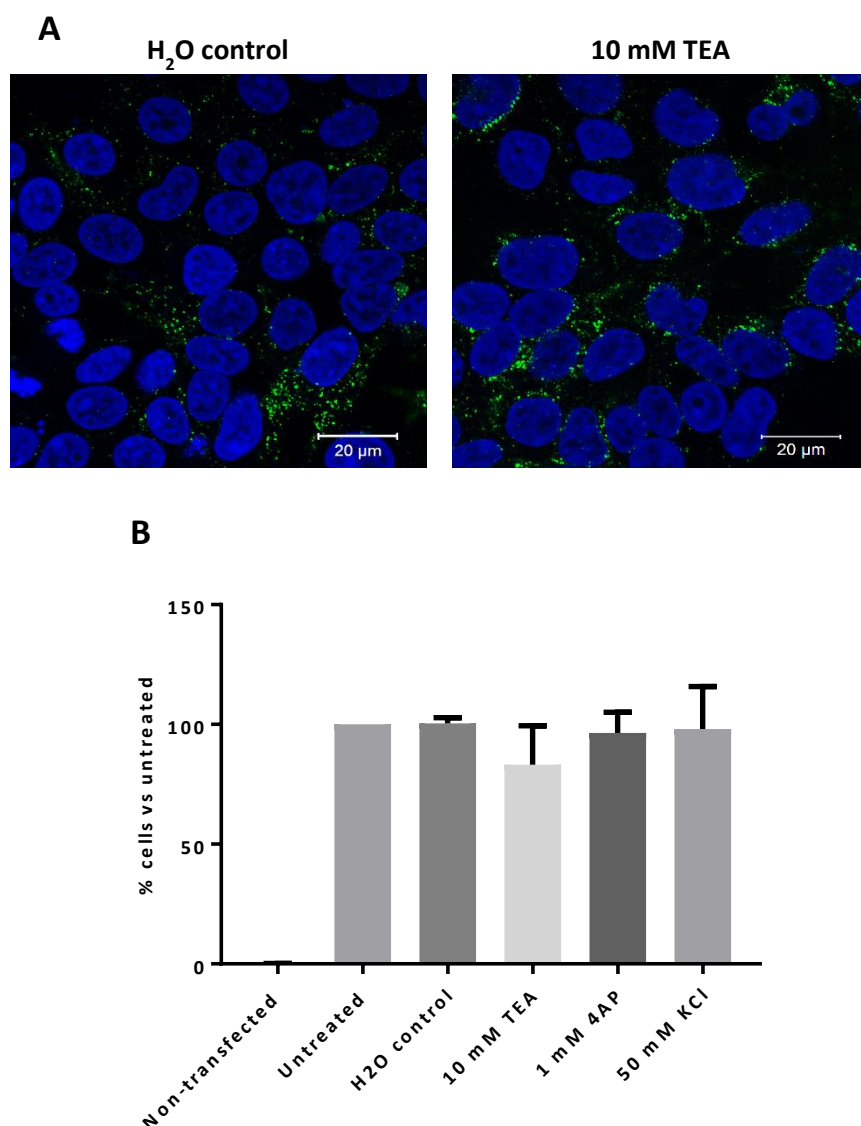 A
H₂O control
10 mM TEA
20 µm
20 µm
B
% cells vs untreated
150
100
50
0
Non-transfected
Untreated
H2O control
10 mM TEA
1 mM 4AP
50 mM KCl